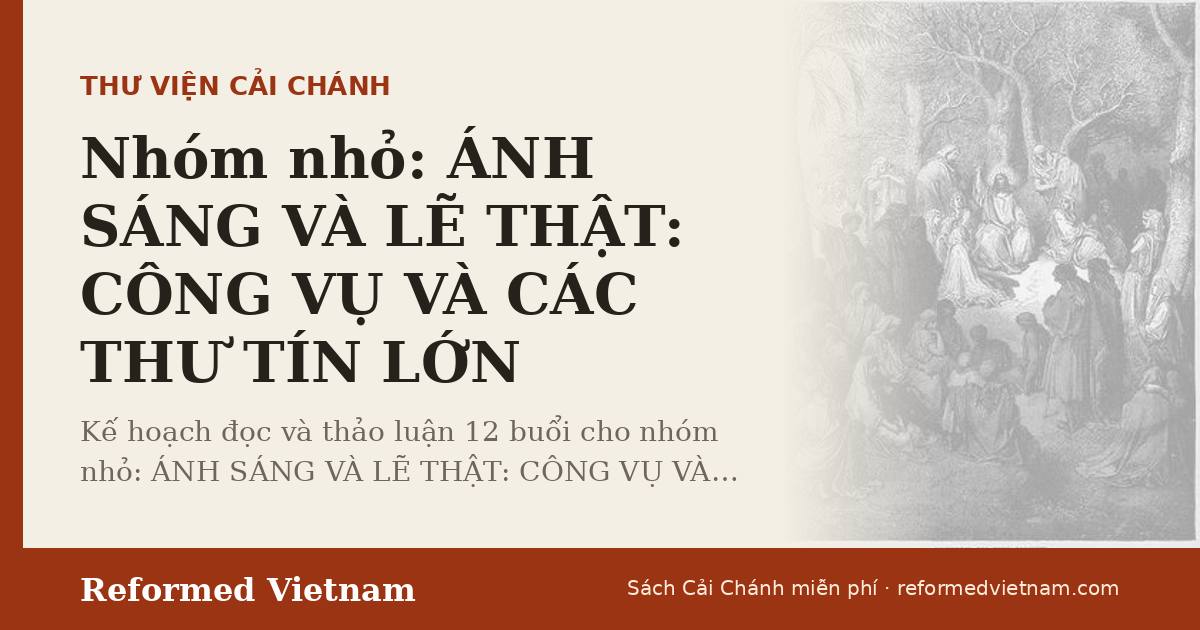 THƯ VIỆN CẢI CHÁNH
Nhóm nhỏ: ÁNH
SÁNG VÀ LẼ THẬT:
CÔNG VỤ VÀ CÁC
THƯ TÍN LỚN
Kế hoạch đọc và thảo luận 12 buổi cho nhóm
nhỏ: ÁNH SÁNG VÀ LẼ THẬT: CÔNG VỤ VÀ...
Reformed Vietnam
Sách Cải Chánh miễn phí · reformedvietnam.com